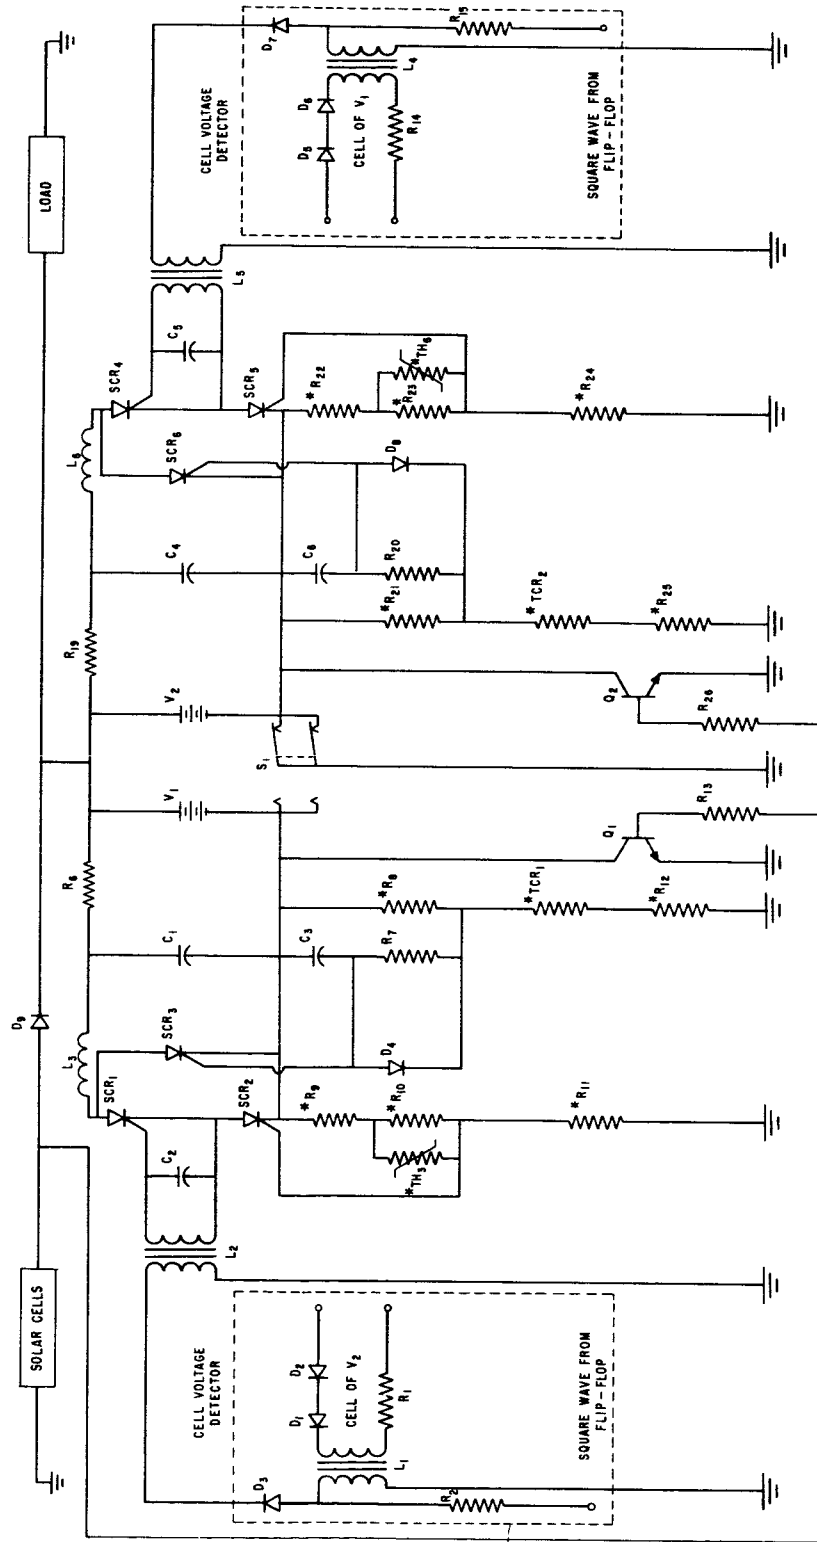 SOLAR CELLS
D9
LOAD
L3
R6
R19
L6
SCR1
SCR4
C2
SCR3
C1
V1
V2
C4
SCR6
C5
CELL VOLTAGE
DETECTOR
L2
SCR2
S1
SCR5
L5
CELL VOLTAGE
DETECTOR
D3
D1
D2
C3
C6
D5
D6
D7
CELL OF V2
*R9
*R22
CELL OF V1
L1
R1
*TH3
*R10
D4
R7
*R8
*R21
R20
D8
*R23
*TH6
R14
L4
R2
*TCR1
*TCR2
R15
SQUARE WAVE FROM
FLIP-FLOP
*R11
Q1
Q2
*R24
SQUARE WAVE FROM
FLIP-FLOP
*R12
R13
R26
*R25